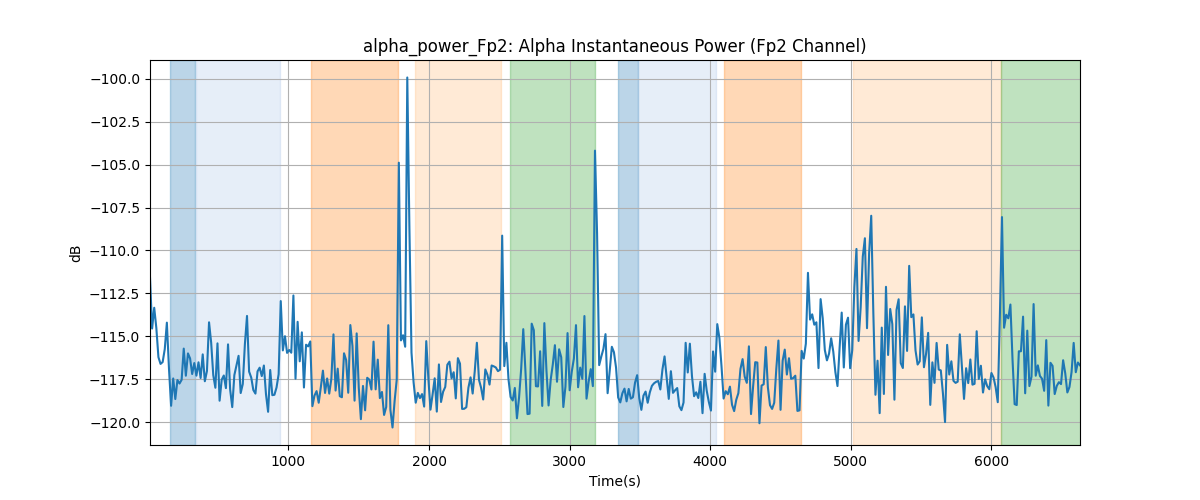 alpha_power_Fp2: Alpha Instantaneous Power (Fp2 Channel)
dB
−100.0
−102.5
−105.0
−107.5
−110.0
−112.5
−115.0
−117.5
−120.0
1000 2000 3000 4000 5000 6000
Time(s)